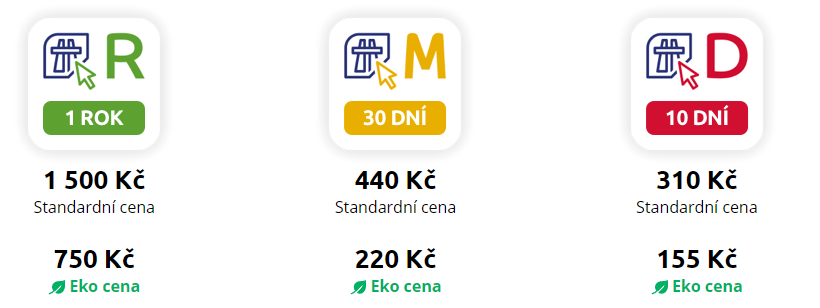 R
1 ROK
1 500 Kč
Standardní cena
750 Kč
Eko cena
M
30 DNÍ
440 Kč
Standardní cena
220 Kč
Eko cena
D
10 DNÍ
310 Kč
Standardní cena
155 Kč
Eko cena